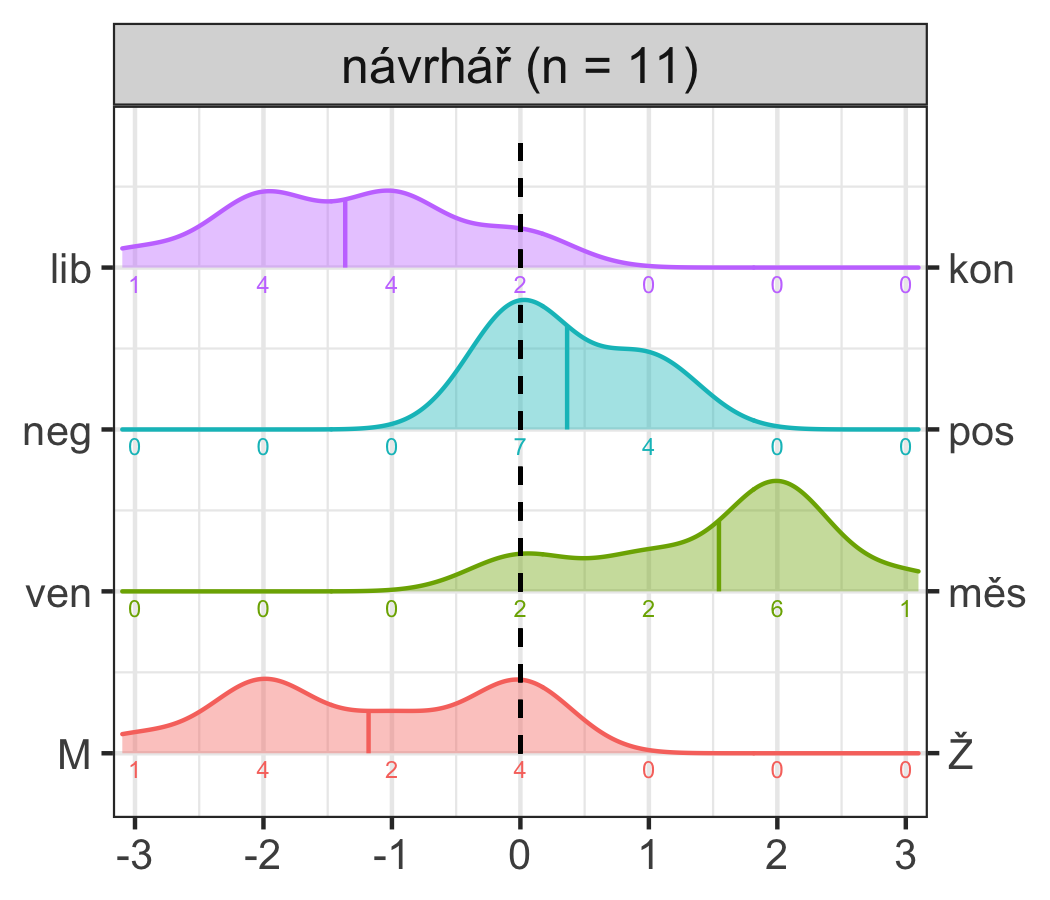 návrhář (n = 11)
lib kon
1 4 4 2 0 0 0
neg pos
0 0 0 7 4 0 0
ven měs
0 0 0 2 2 6 1
M Ž
1 4 2 4 0 0 0
-3 -2 -1 0 1 2 3